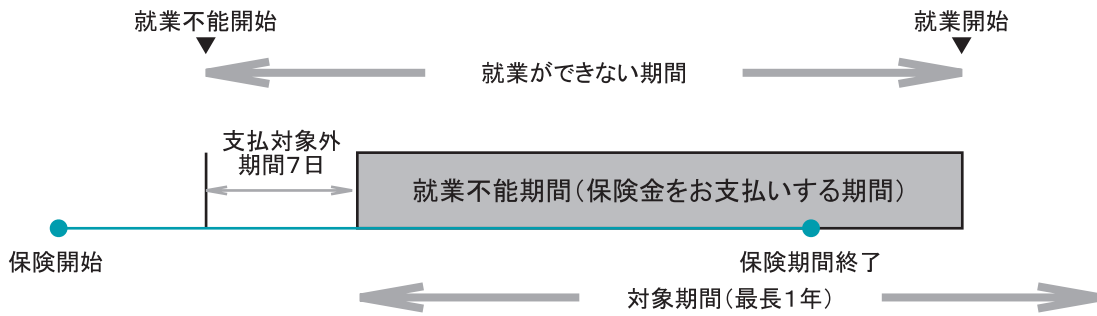 就業不能開始
就業開始
就業ができない期間
支払対象外
期間7日
就業不能期間（保険金をお支払いする期間）
保険開始
保険期間終了
対象期間（最長1年）